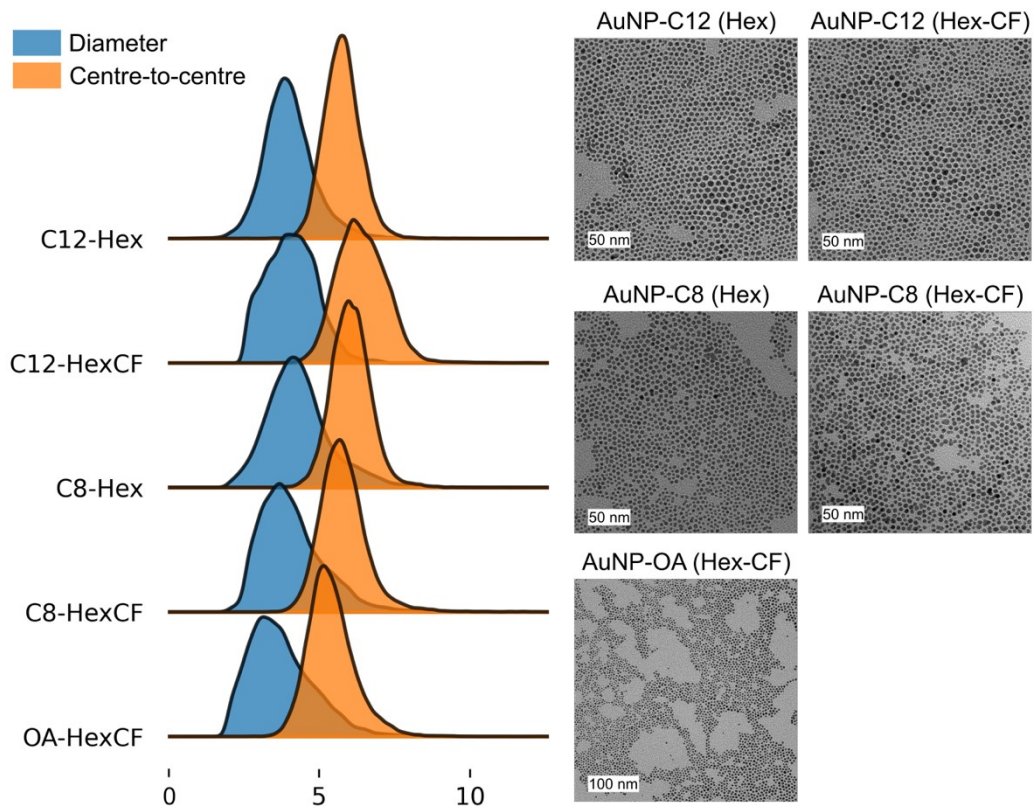 Diameter
Centre-to-centre
C12-Hex
C12-HexCF
C8-Hex
C8-HexCF
OA-HexCF
0 5 10
AuNP-C12 (Hex) AuNP-C12 (Hex-CF)
50 nm 50 nm
AuNP-C8 (Hex) AuNP-C8 (Hex-CF)
50 nm 50 nm
AuNP-OA (Hex-CF)
100 nm